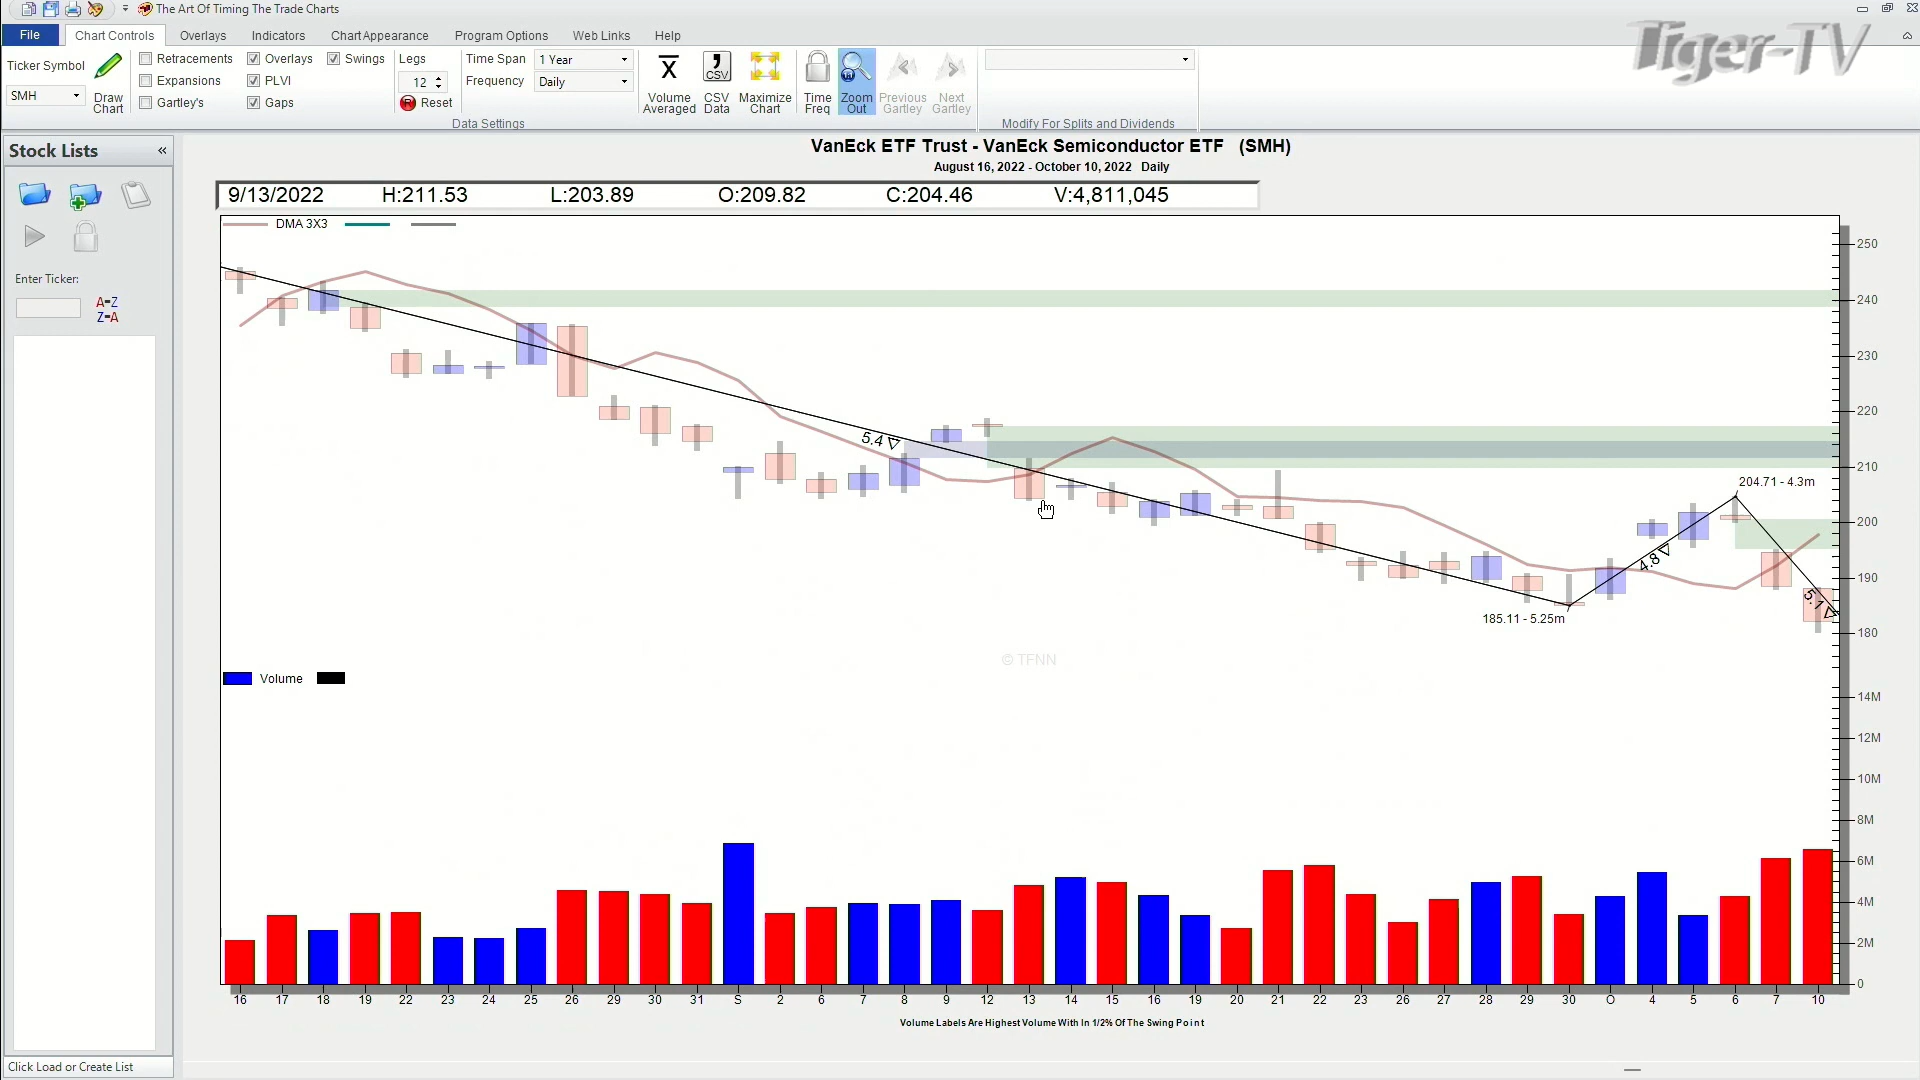 The Art Of Timing The Trade Charts
File Chart Controls Overlays Indicators Chart Appearance Program Options Web Links Help
Tiger-TV
Ticker Symbol
SMH
Draw
Chart
Retracements
Expansions
Gartley's
Overlays
PLVI
Gaps
Swings
Legs
12
Reset
Time Span 1 Year
Frequency Daily
Data Settings
Volume
Averaged
CSV
CSV
Data
Maximize
Chart
Time
Freq
Zoom
Out
Previous
Gartley
Next
Gartley
Modify For Splits and Dividends
Stock Lists
Enter Ticker:
A=Z
Z=A
Click Load or Create List
VanEck ETF Trust - VanEck Semiconductor ETF (SMH)
August 16, 2022 - October 10, 2022 Daily
9/13/2022 H:211.53 L:203.89 O:209.82 C:204.46 V:4,811,045
DMA 3X3
250
240
230
220
210
200
190
180
5.4
204.71 - 4.3m
4.8
5.1
185.11 - 5.25m
© TFNN
Volume
14M
12M
10M
8M
6M
4M
2M
0
16 17 18 19 22 23 24 25 26 29 30 31 S 2 6 7 8 9 12 13 14 15 16 19 20 21 22 23 26 27 28 29 30 O 4 5 6 7 10
Volume Labels Are Highest Volume With In 1/2% Of The Swing Point